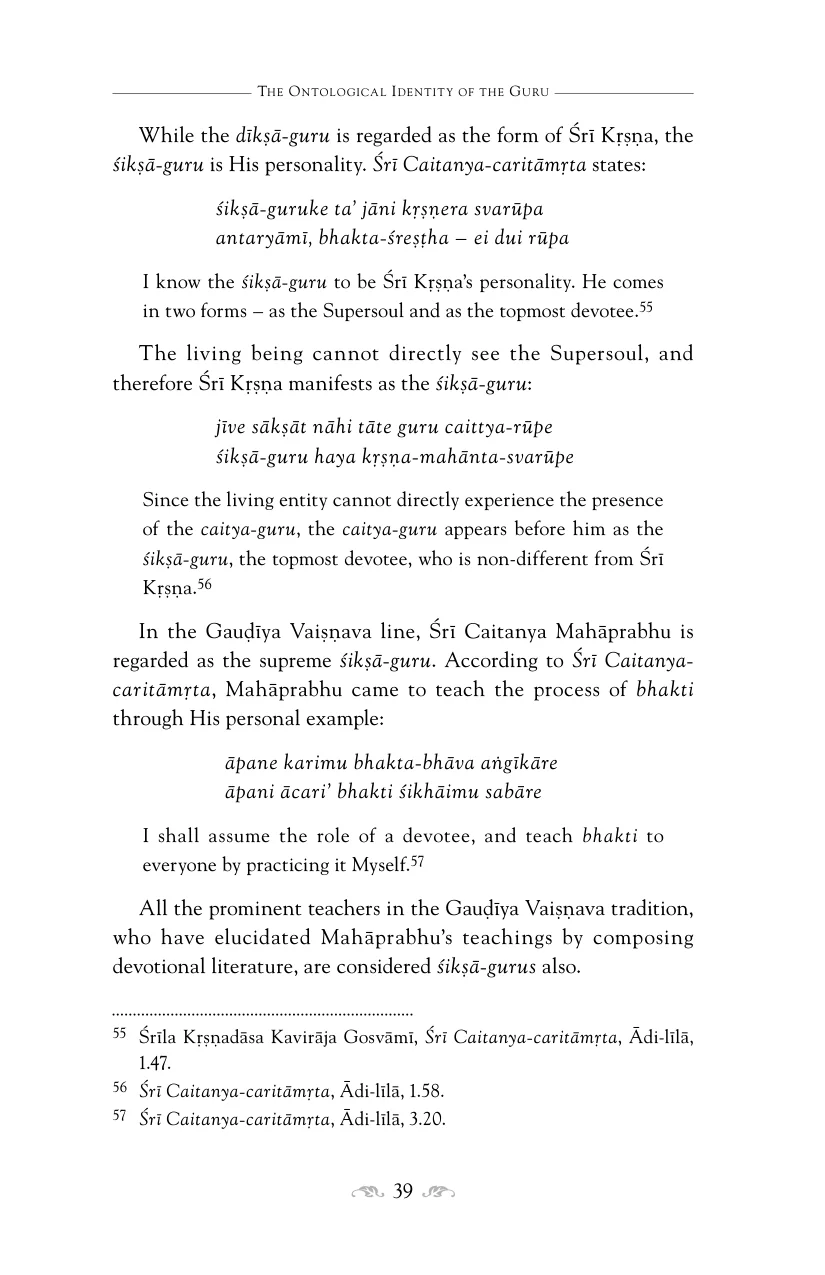 The Ontological Identity of the Guru
While the dīkṣā-guru is regarded as the form of Śrī Kṛṣṇa, the
śikṣā-guru is His personality. Śrī Caitanya-caritāmṛta states:
śikṣā-guruke ta’ jāni kṛṣṇera svarūpa
antaryāmī, bhakta-śreṣṭha – ei dui rūpa
I know the śikṣā-guru to be Śrī Kṛṣṇa’s personality. He comes
in two forms – as the Supersoul and as the topmost devotee.55
The living being cannot directly see the Supersoul, and
therefore Śrī Kṛṣṇa manifests as the śikṣā-guru:
jīve sākṣāt nāhi tāte guru caittya-rūpe
śikṣā-guru haya kṛṣṇa-mahānta-svarūpe
Since the living entity cannot directly experience the presence
of the caitya-guru, the caitya-guru appears before him as the
śikṣā-guru, the topmost devotee, who is non-different from Śrī
Kṛṣṇa.56
In the Gauḍīya Vaiṣṇava line, Śrī Caitanya Mahāprabhu is
regarded as the supreme śikṣā-guru. According to Śrī Caitanya-
caritāmṛta, Mahāprabhu came to teach the process of bhakti
through His personal example:
āpane karimu bhakta-bhāva aṅgīkāre
āpani ācari’ bhakti śikhāimu sabāre
I shall assume the role of a devotee, and teach bhakti to
everyone by practicing it Myself.57
All the prominent teachers in the Gauḍīya Vaiṣṇava tradition,
who have elucidated Mahāprabhu’s teachings by composing
devotional literature, are considered śikṣā-gurus also.
55 Śrīla Kṛṣṇadāsa Kavirāja Gosvāmī, Śrī Caitanya-caritāmṛta, Ādi-līlā,
1.47.
56 Śrī Caitanya-caritāmṛta, Ādi-līlā, 1.58.
57 Śrī Caitanya-caritāmṛta, Ādi-līlā, 3.20.
39